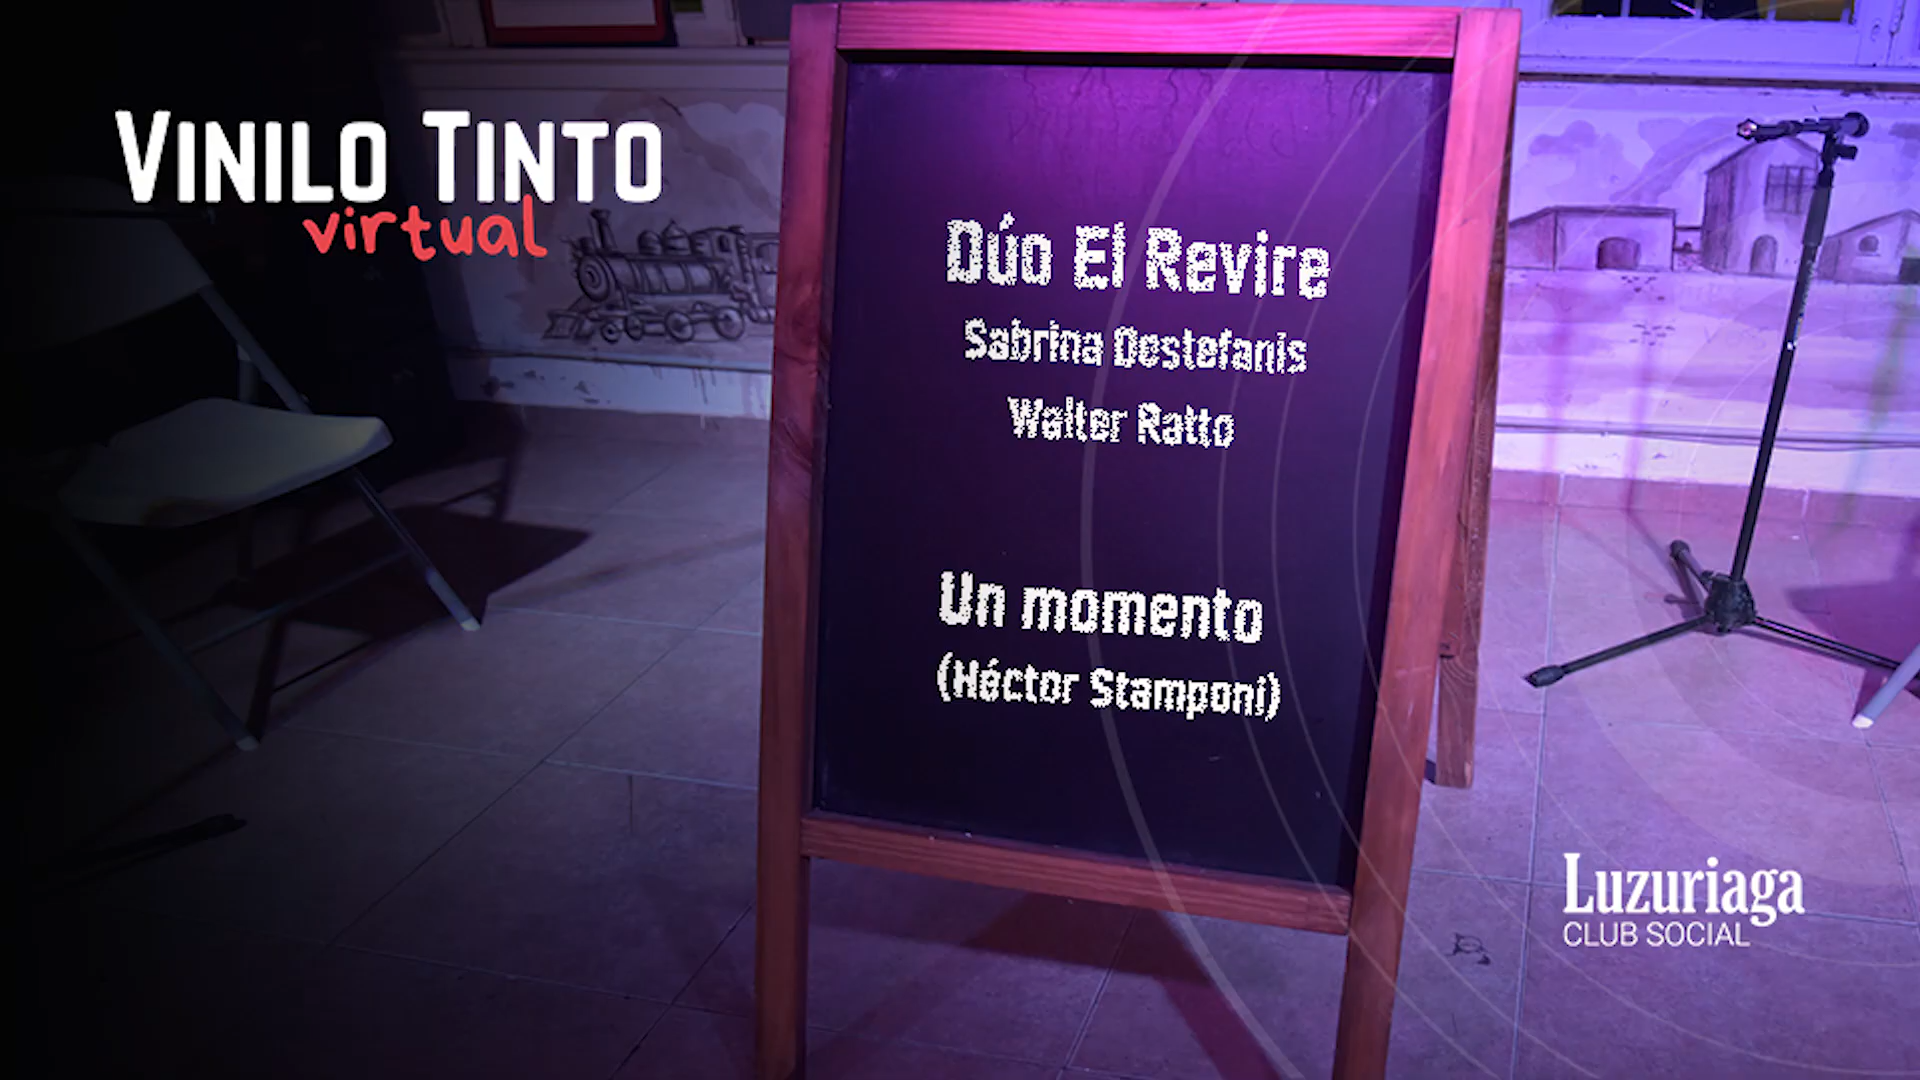 VINILO TINTO
virtual
Dúo El Revire
Sabrina Destefanis
Walter Ratto
Un momento
(Héctor Stamponi)
Luzuriaga
CLUB SOCIAL